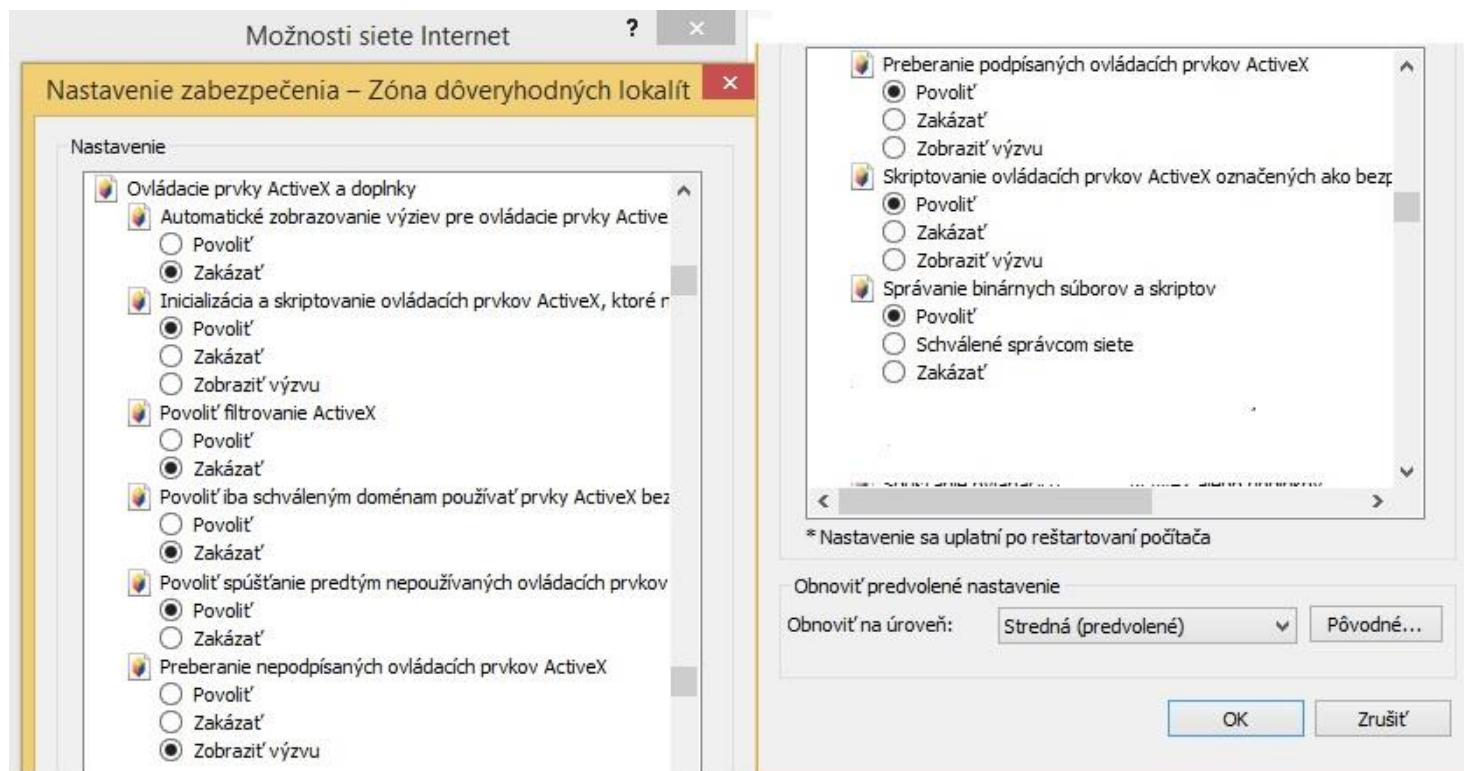 Možnosti siete Internet
?
Nastavenie zabezpečenia – Zóna dôveryhodných lokalít
Nastavenie
Ovládacie prvky ActiveX a doplnky
Automatické zobrazovanie výziev pre ovládacie prvky Active
Povoliť
Zakázať
Inicializácia a skriptovanie ovládacích prvkov ActiveX, ktoré
Povoliť
Zakázať
Zobraziť výzvu
Povoliť filtrovanie ActiveX
Povoliť
Zakázať
Povoliť iba schváleným doménam používať prvky ActiveX bez
Povoliť
Zakázať
Povoliť spúšťanie predtým nepoužívaných ovládacích prvkov
Povoliť
Zakázať
Preberanie nepodpísaných ovládacích prvkov ActiveX
Povoliť
Zakázať
Zobraziť výzvu
Preberanie podpísaných ovládacích prvkov ActiveX
Povoliť
Zakázať
Zobraziť výzvu
Skriptovanie ovládacích prvkov ActiveX označených ako
Povoliť
Zakázať
Zobraziť výzvu
Správanie binárnych súborov a skriptov
Povoliť
Schválené správcom siete
Zakázať
* Nastavenie sa uplatní po reštartovaní počítača
Obnoviť predvolené nastavenie
Obnoviť na úroveň:
Stredná (predvolené)
Pôvodné...
OK
Zrušiť